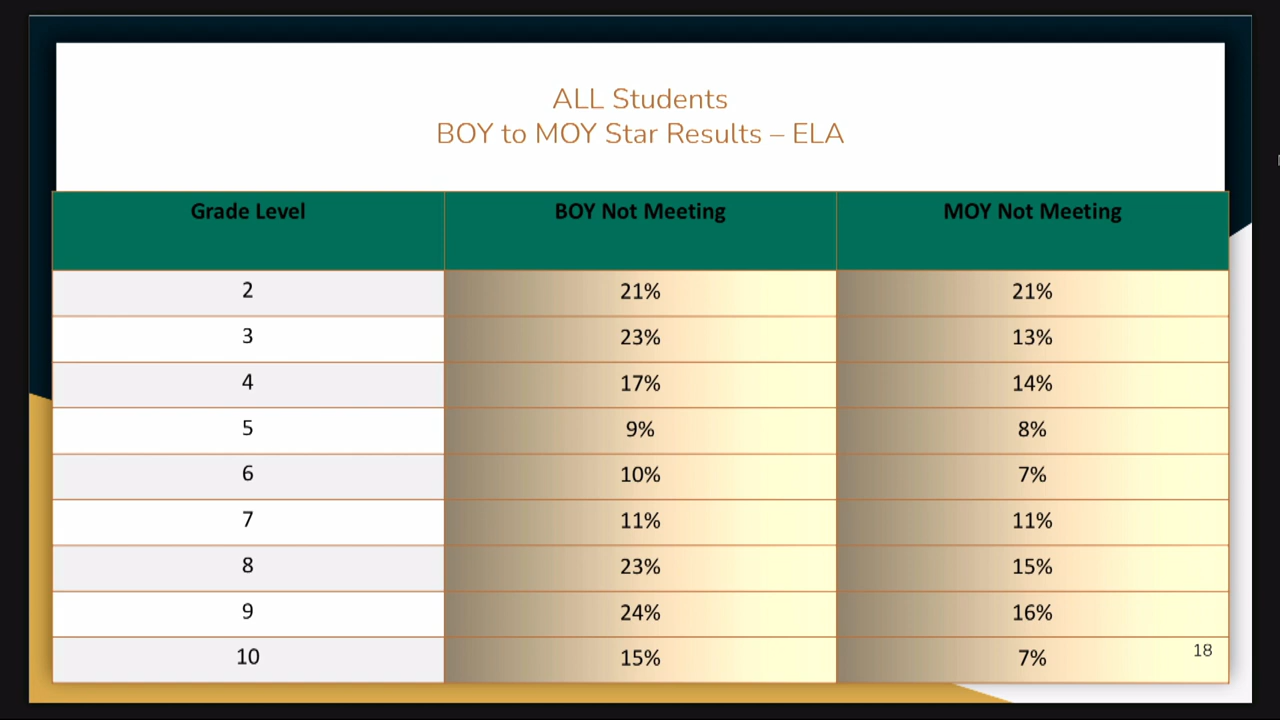 ALL Students
BOY to MOY Star Results – ELA
Grade Level BOY Not Meeting MOY Not Meeting
2 21% 21%
3 23% 13%
4 17% 14%
5 9% 8%
6 10% 7%
7 11% 11%
8 23% 15%
9 24% 16%
10 15% 7%
18